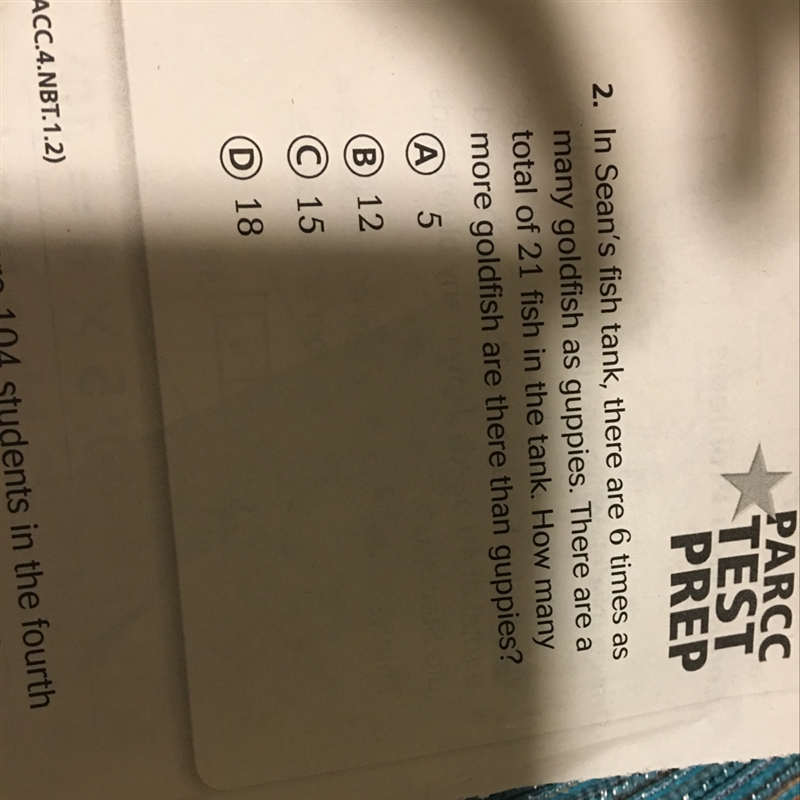 PARCC
TEST
PREP
2. In Sean's fish tank, there are 6 times as
many goldfish as guppies. There are a
total of 21 fish in the tank. How many
more goldfish are there than guppies?
A 5
B 12
C 15
D 18
ACC.4.NBT.1.2)
104 students in the fourth